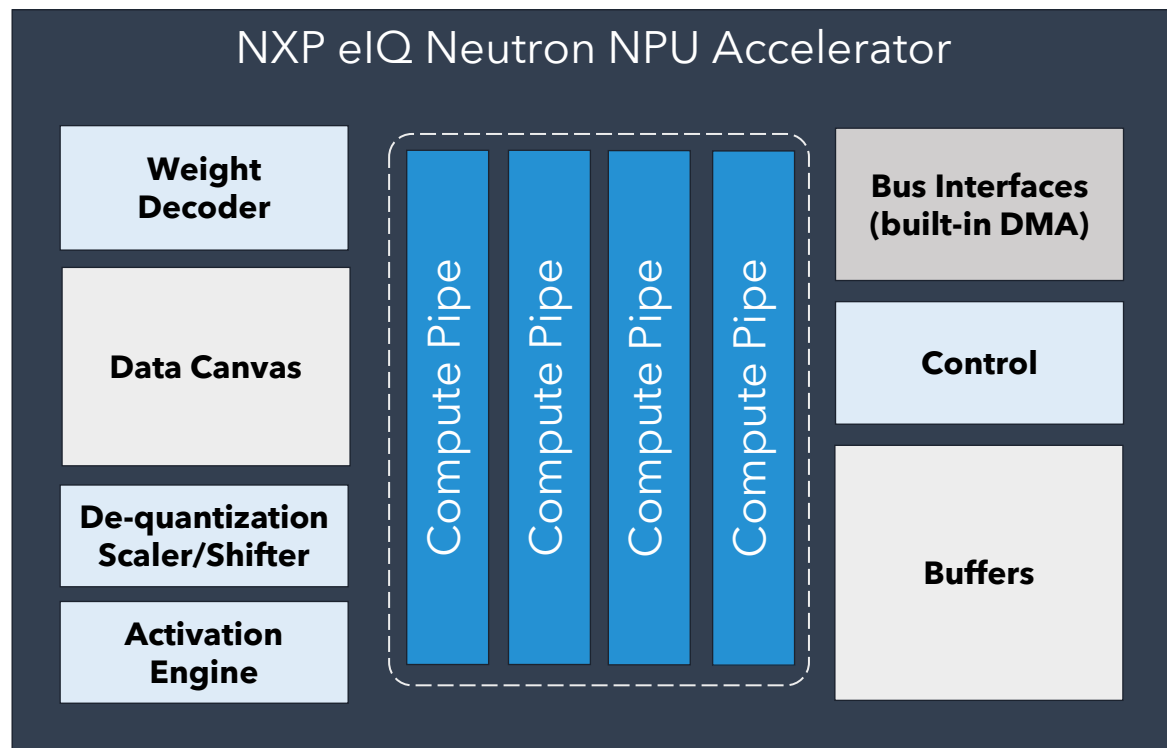 NXP eIQ Neutron NPU Accelerator
Weight
Decoder
Data Canvas
De-quantization
Scaler/Shifter
Activation
Engine
Compute Pipe
Compute Pipe
Compute Pipe
Compute Pipe
Bus Interfaces
(built-in DMA)
Control
Buffers